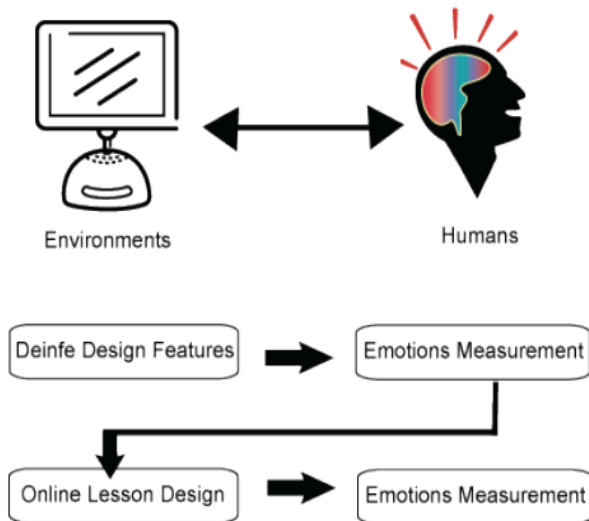 Environments
Humans
Deinfe Design Features
Emotions Measurement
Online Lesson Design
Emotions Measurement